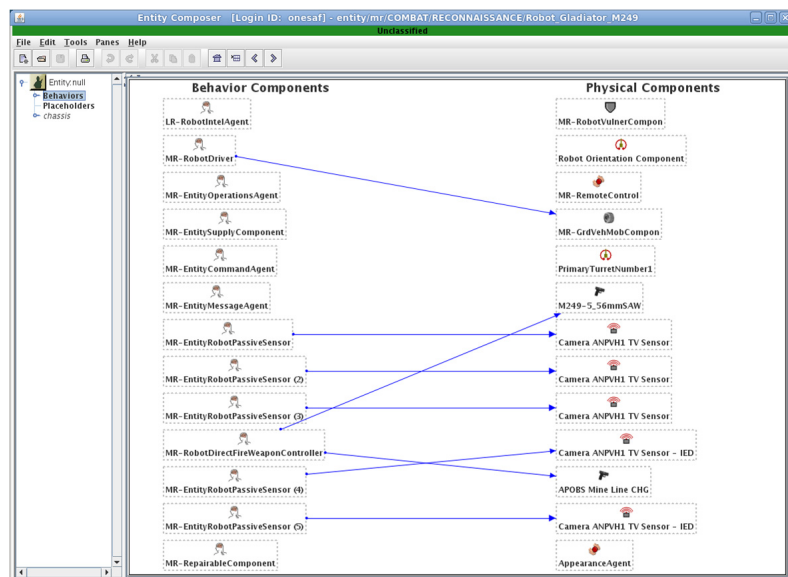 Entity Composer [Login ID: onesaf] - entity/mr/COMBAT/RECONNAISSANCE/Robot_Gladiator_M249
Unclassified
File Edit Tools Panes Help
Entity:null
Behaviors
Placeholders
chassis
Behavior Components
Physical Components
LR-RobotIntelAgent
MR-RobotVulnerCompon
MR-RobotDriver
Robot Orientation Component
MR-EntityOperationsAgent
MR-RemoteControl
MR-EntitySupplyComponent
MR-GrdVehMobCompon
MR-EntityCommandAgent
PrimaryTurretNumber1
MR-EntityMessageAgent
M249-5_56mmSAW
MR-EntityRobotPassiveSensor
Camera ANPVH1 TV Sensor
MR-EntityRobotPassiveSensor (2)
Camera ANPVH1 TV Sensor
MR-EntityRobotPassiveSensor (3)
Camera ANPVH1 TV Sensor
MR-RobotDirectFireWeaponController
Camera ANPVH1 TV Sensor - IED
MR-EntityRobotPassiveSensor (4)
APOBS Mine Line CHG
MR-EntityRobotPassiveSensor (5)
Camera ANPVH1 TV Sensor - IED
MR-RepairableComponent
AppearanceAgent